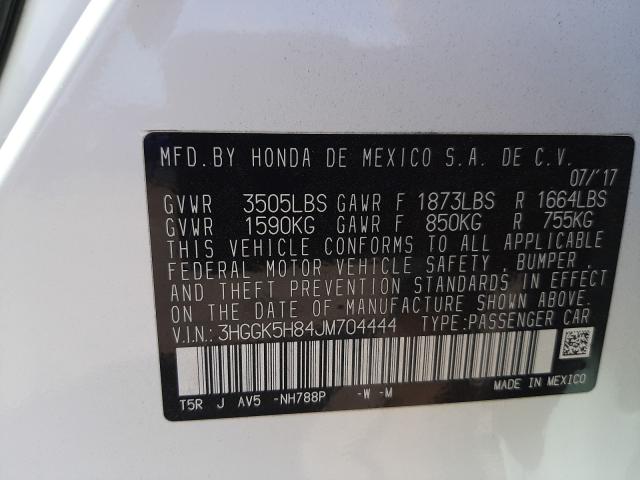 MFD. BY HONDA DE MEXICO S.A. DE C.V.
07/'17
GVWR 3505LBS GAWR F 1873LBS R 1664LBS
GVWR 1590KG GAWR F 850KG R 755KG
THIS VEHICLE CONFORMS TO ALL APPLICABLE
FEDERAL MOTOR VEHICLE SAFETY, BUMPER,
AND THEFT PREVENTION STANDARDS IN EFFECT
ON THE DATE OF MANUFACTURE SHOWN ABOVE.
V.I.N.: 3HGGK5H84JM704444 TYPE:PASSENGER CAR
T5R J AV5 -NH788P -W -M
MADE IN MEXICO